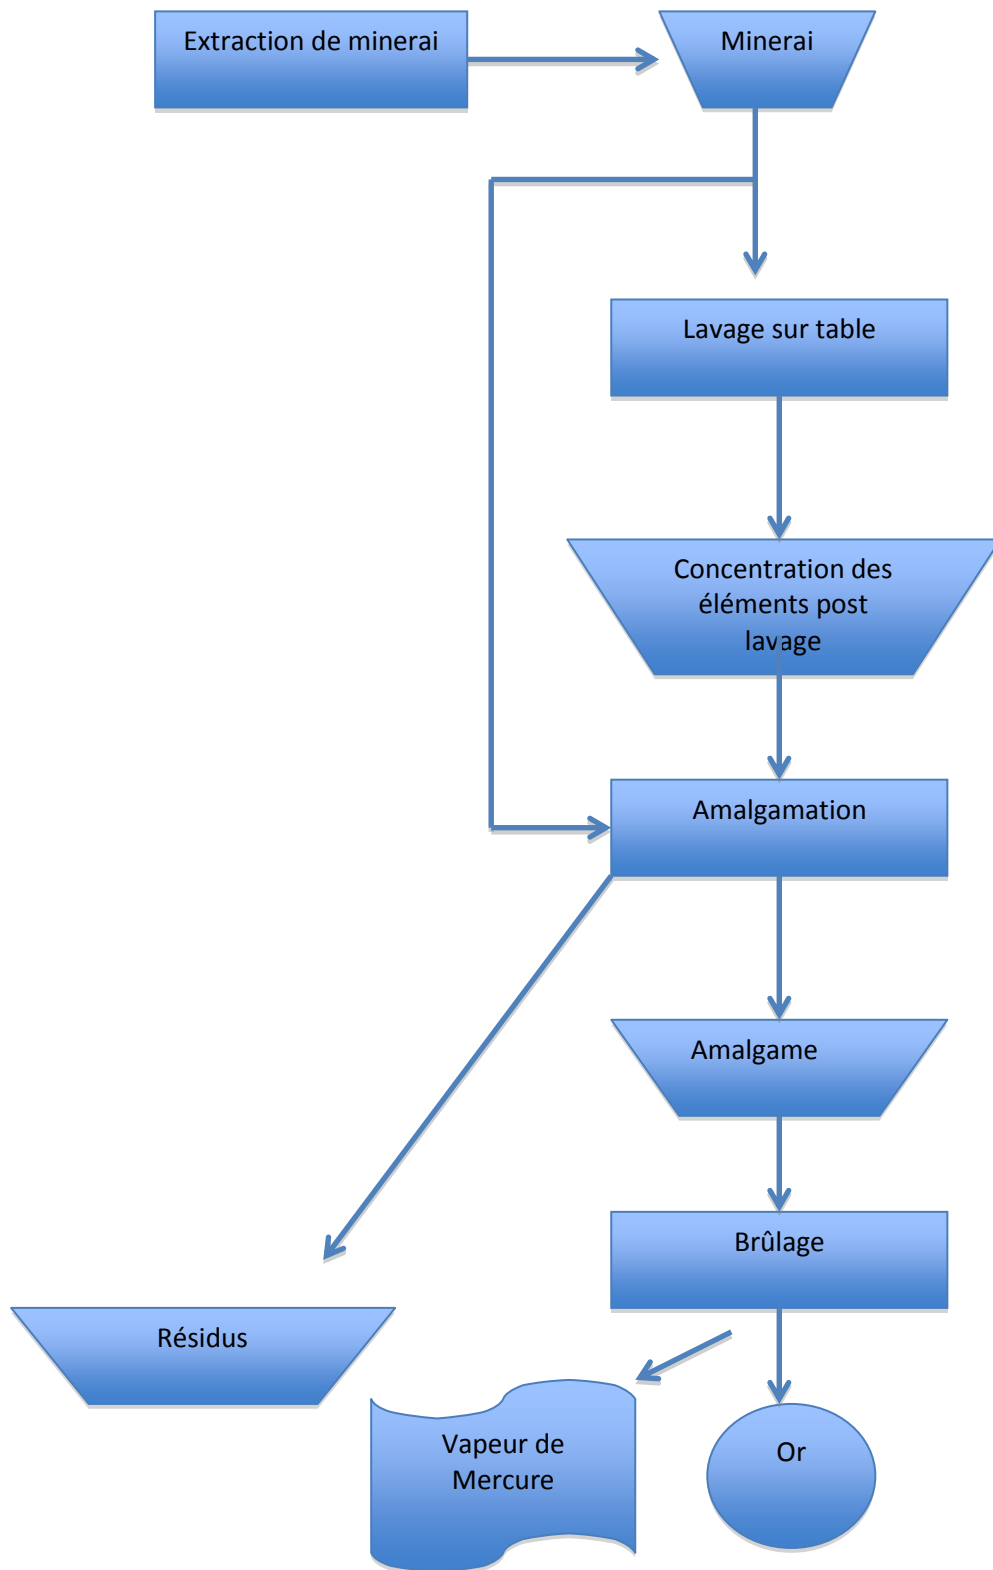 Extraction de minerai
Minerai
Lavage sur table
Concentration des
éléments post
lavage
Amalgamation
Amalgame
Brûlage
Résidus
Vapeur de
Mercure
Or